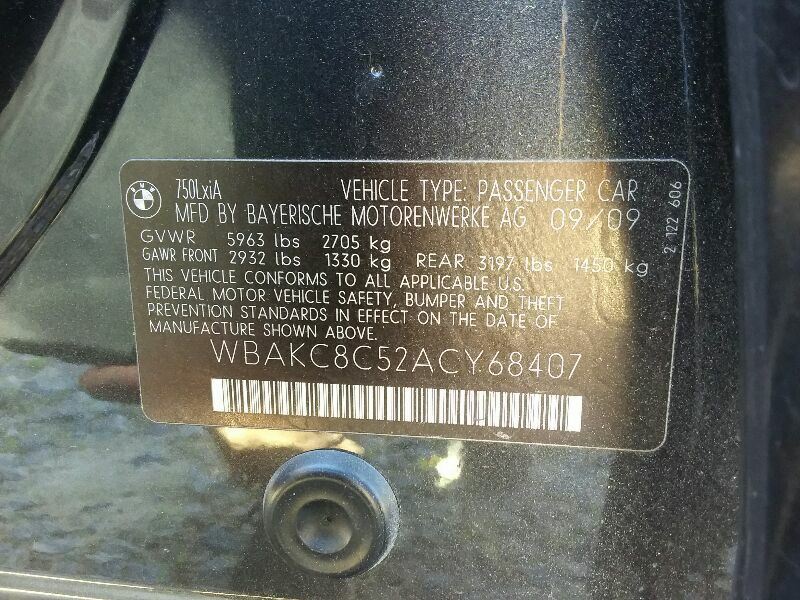 BMW
750LxiA VEHICLE TYPE: PASSENGER CAR
MFD BY BAYERISCHE MOTORENWERKE AG 09/09
GVWR 5963 lbs 2705 kg
GAWR FRONT 2932 lbs 1330 kg REAR 3197 lbs 1450 kg
THIS VEHICLE CONFORMS TO ALL APPLICABLE U.S.
FEDERAL MOTOR VEHICLE SAFETY, BUMPER AND THEFT
PREVENTION STANDARDS IN EFFECT ON THE DATE OF
MANUFACTURE SHOWN ABOVE.
WBAKC8C52ACY68407
2 122 606